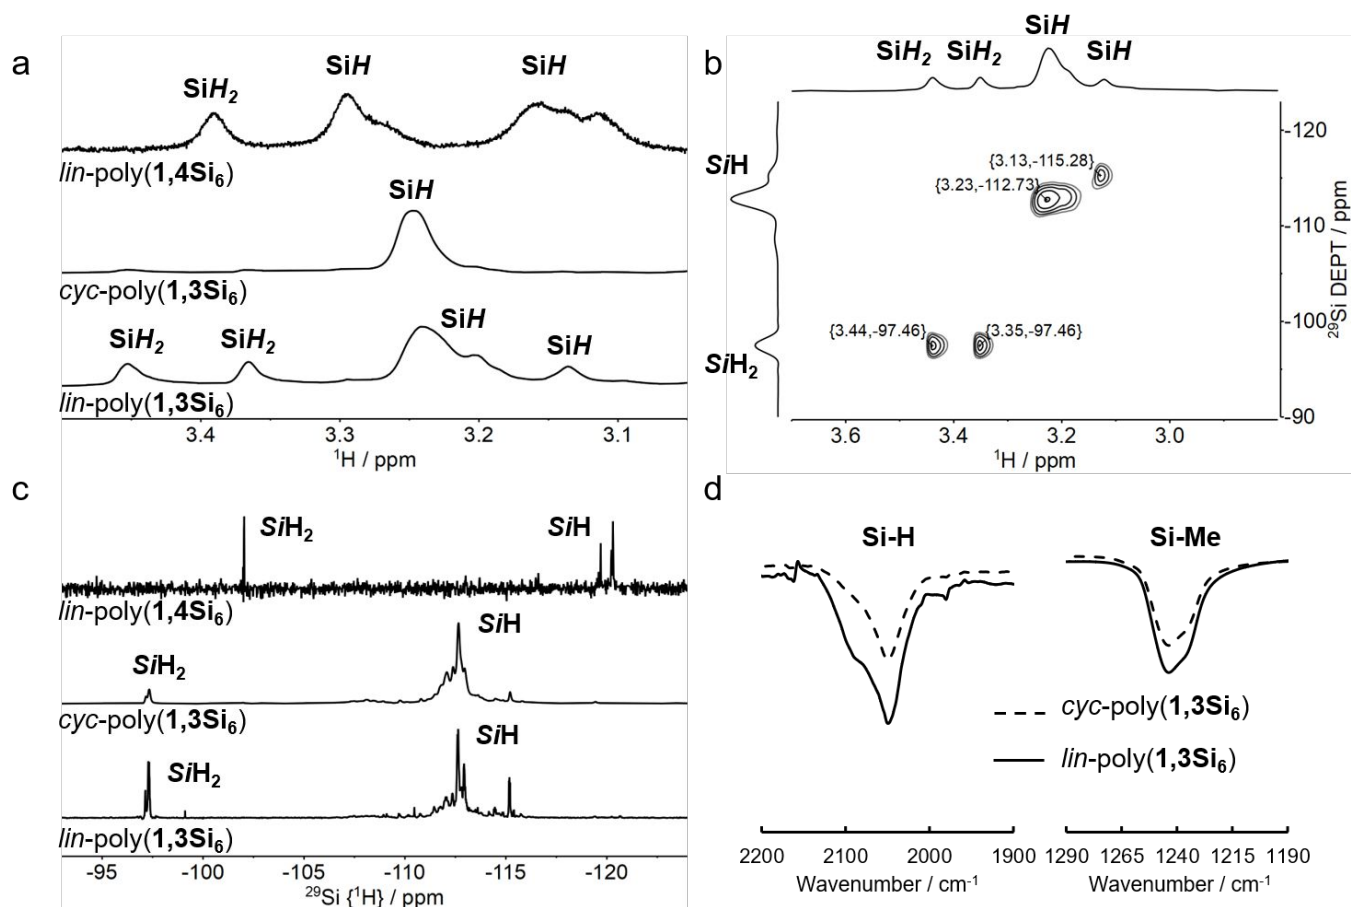 a
SiH₂
SiH
SiH
lin-poly(1,4Si₆)
SiH
cyc-poly(1,3Si₆)
SiH₂
SiH₂
SiH
SiH
lin-poly(1,3Si₆)
3.4 3.3 3.2 3.1
¹H / ppm
b
SiH₂ SiH₂ SiH SiH
SiH
SiH₂
{3.13,-115.28}
{3.23,-112.73}
{3.44,-97.46} {3.35,-97.46}
-120
-110
-100
-90
²⁹Si DEPT / ppm
3.6 3.4 3.2 3.0
¹H / ppm
c
SiH₂
SiH
lin-poly(1,4Si₆)
SiH₂
SiH
cyc-poly(1,3Si₆)
SiH₂
SiH
lin-poly(1,3Si₆)
-95 -100 -105 -110 -115 -120
²⁹Si {¹H} / ppm
d
Si-H Si-Me
cyc-poly(1,3Si₆)
lin-poly(1,3Si₆)
2200 2100 2000 1900 1290 1265 1240 1215 1190
Wavenumber / cm⁻¹ Wavenumber / cm⁻¹